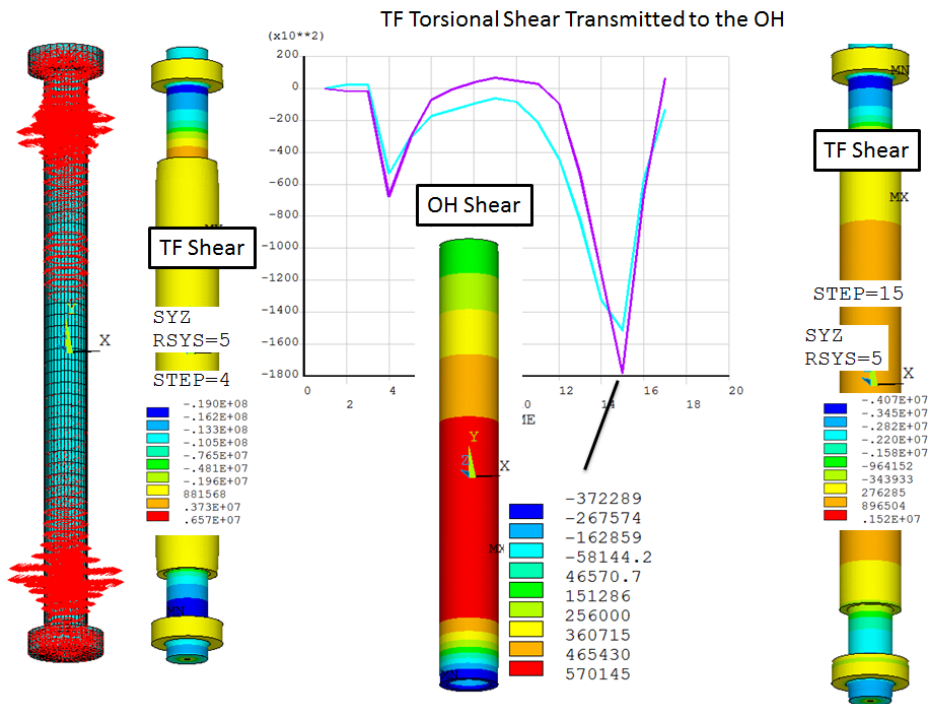 TF Torsional Shear Transmitted to the OH
(x10**2)
200
0
-200
-400
-600
-800
-1000
-1200
-1400
-1600
-1800
0
2
4
12
14
16
18
20
ME
OH Shear
Y
Z
X
MX
-372289
-267574
-162859
-58144.2
46570.7
151286
256000
360715
465430
570145
Y
X
TF Shear
SYZ
RSYS=5
STEP=4
-.190E+08
-.162E+08
-.133E+08
-.105E+08
-.765E+07
-.481E+07
-.196E+07
881568
.373E+07
.657E+07
MN
MN
TF Shear
MX
STEP=15
SYZ
RSYS=5
X
-.407E+07
-.345E+07
-.282E+07
-.220E+07
-.158E+07
-964152
-343933
276285
896504
.152E+07